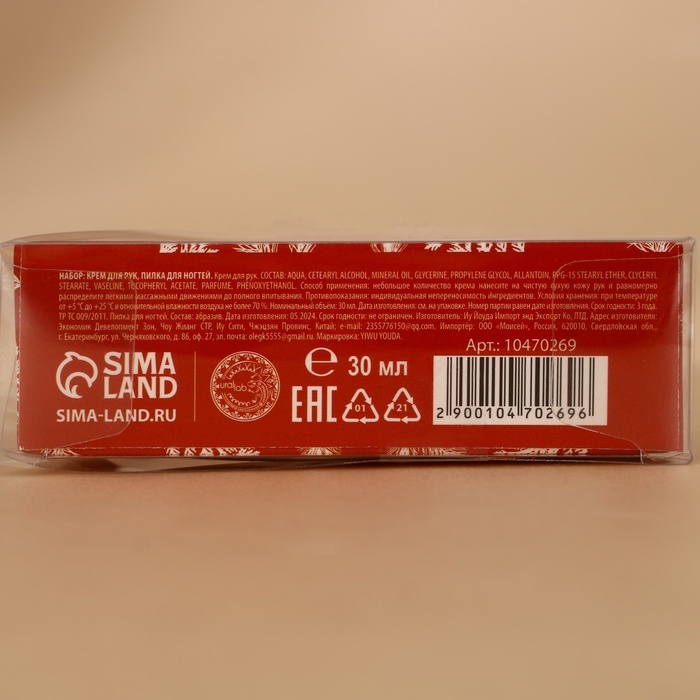 НАБОР: КРЕМ ДЛЯ РУК, ПИЛКА ДЛЯ НОГТЕЙ. Крем для рук. СОСТАВ: AQUA, CETEARYL ALCOHOL, MINERAL OIL, GLYCERINE, PROPYLENE GLYCOL, ALLANTOIN, PPG-15 STEARYL ETHER, CLYCERYL
STEARATE, VASELINE, TOCOPHERYL ACETATE, PARFUME, PHENOXYETHANOL. Способ применения: небольшое количество крема нанесите на чистую сухую кожу рук и равномерно
распределите лёгкими массажными движениями до полного впитывания. Противопоказания: индивидуальная непереносимость ингредиентов. Условия хранения: при температуре
от +5 °С до +25 °С и относительной влажности воздуха не более 70 %. Номинальный объём: 30 мл. Дата изготовления: см. на упаковке. Номер партии равен дате изготовления. Срок годности: 3 года.
ТР ТС 009/2011. Пилка для ногтей. Состав: абразив. Дата изготовления: 05.2024. Срок годности: не ограничен. Изготовитель: Иу Йоуда Импорт энд Экспорт Ко, ЛТД. Адрес изготовителя:
Экономик Девелопмент Зон, Чоу Жианг СТР, Иу Сити, Чжэцзян Провинс, Китай; e-mail: 2355776150@qq.com. Импортёр: ООО «Моисей», Россия, 620010, Свердловская обл.,
г. Екатеринбург, ул. Черняховского, д. 86, оф. 27, эл. почта: olegk5555@gmail.ru. Маркировка: YIWU YOUDA.
SIMA
LAND
SIMA-LAND.RU
ural lab
30 мл
EAC
01
21
Арт.: 10470269
2 900104 702696